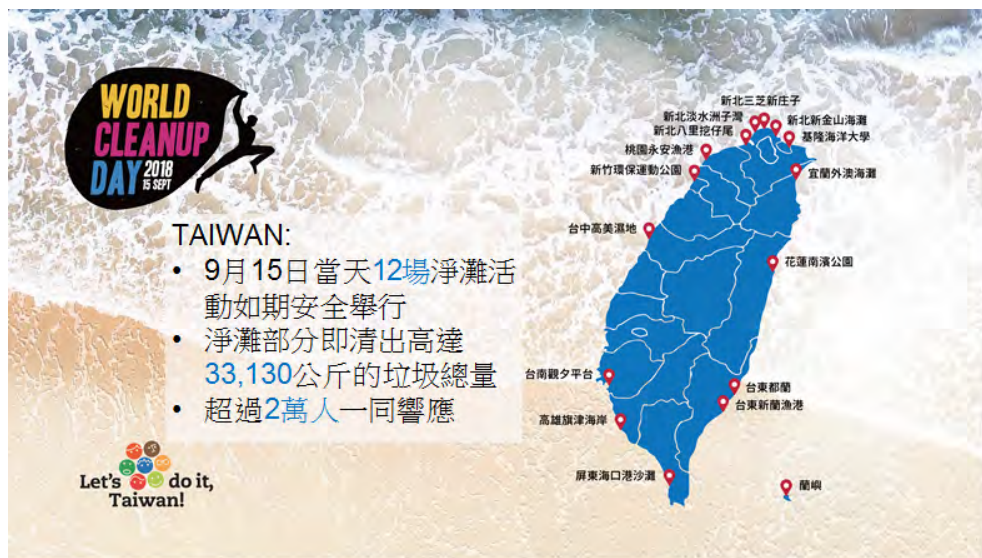 WORLD
CLEANUP
DAY 2018
15 SEPT
TAIWAN:
• 9月15日當天12場淨灘活
動如期安全舉行
• 淨灘部分即清出高達
33,130公斤的垃圾總量
• 超過2萬人一同響應
Let's do it,
Taiwan!
新北三芝新庄子
新北淡水洲子灣
新北新金山海灘
新北八里挖仔尾
基隆海洋大學
桃園永安漁港
新竹環保運動公園
宜蘭外澳海灘
台中高美濕地
花蓮南濱公園
台南觀夕平台
台東都蘭
台東新蘭漁港
高雄旗津海岸
屏東海口港沙灘
蘭嶼